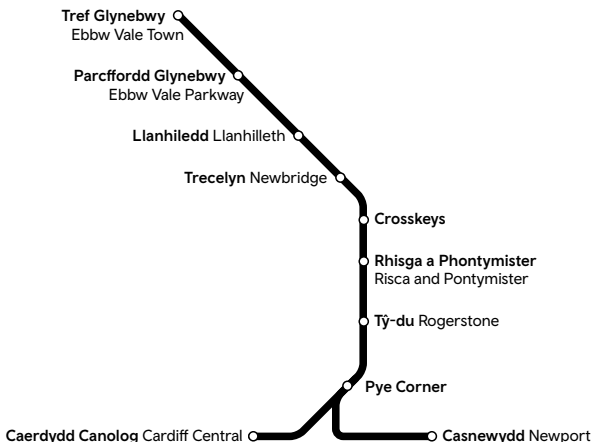 Tref Glynebwy
Ebbw Vale Town
Parcffordd Glynebwy
Ebbw Vale Parkway
Llanhiledd Llanhilleth
Trecelyn Newbridge
Crosskeys
Rhisga a Phontymister
Risca and Pontymister
Tŷ-du Rogerstone
Pye Corner
Caerdydd Canolog Cardiff Central
Casnewydd Newport